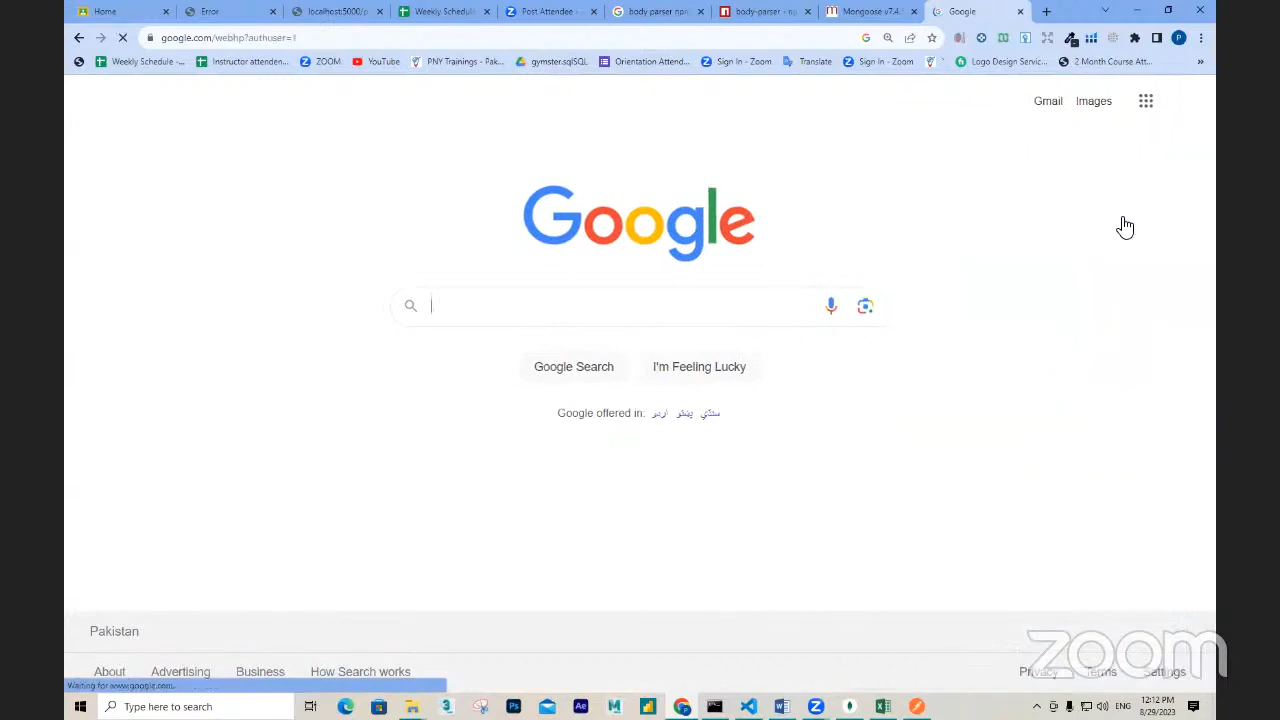 Home
Error
localhost:5000/p
Weekly Scheduli
Post Attendee -
body parser npm
body-parser - np
Mongoose v7.4.
Google
google.com/webhp?authuser=1
Weekly Schedule -...
Instructor attenden...
ZOOM
YouTube
PNY Trainings - Pak...
gymster.sqlSQL
Orientation Attend...
Sign In - Zoom
Translate
Sign In - Zoom
Logo Design Servic...
2 Month Course Att...
»
Gmail Images
Google
Google Search I'm Feeling Lucky
Google offered in: اردو پښتو سنڌي
Pakistan
About Advertising Business How Search works Privacy Terms Settings
zoom
Waiting for www.google.com...
Type here to search
ENG
12:12 PM
8/29/2023